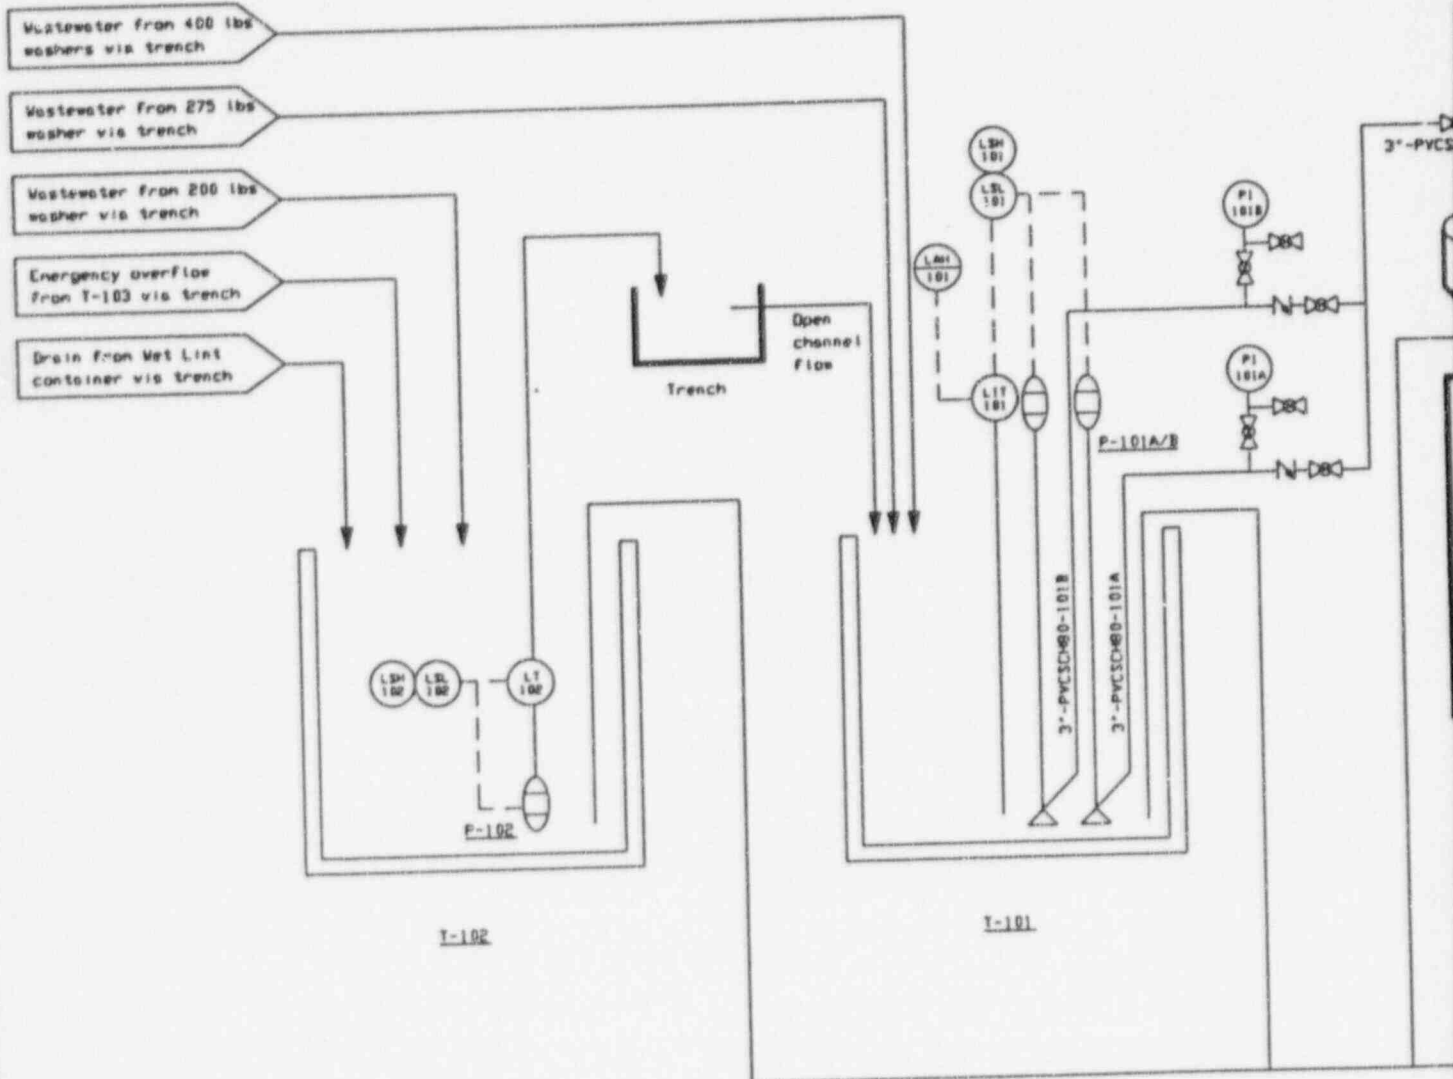 Wastewater from 400 lbs
washers via trench
Wastewater from 275 lbs
washer via trench
Wastewater from 200 lbs
washer via trench
Emergency overflow
from T-103 via trench
Drain from Wet Lint
container via trench
Trench
Open
channel
flow
LSH
101
LSL
101
LAH
101
LIT
101
PI
101B
PI
101A
3"-PVCS
P-101A/B
3"-PVCSCH80-101B
3"-PVCSCH80-101A
LSH
102
LSL
102
LT
102
P-102
T-102
T-101